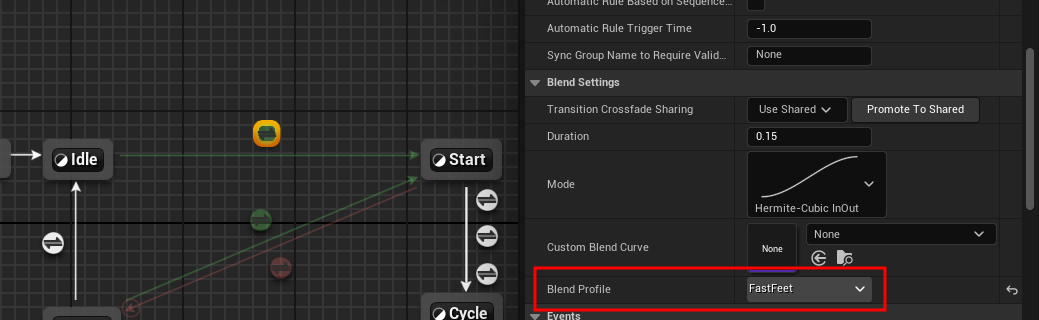 Automatic Rule Based on Sequence...
Automatic Rule Trigger Time
-1.0
Sync Group Name to Require Valid...
None
Blend Settings
Transition Crossfade Sharing
Use Shared
Promote To Shared
Duration
0.15
Mode
Hermite-Cubic InOut
Custom Blend Curve
None
None
Blend Profile
FastFeet
Events
Idle
Start
Cycle